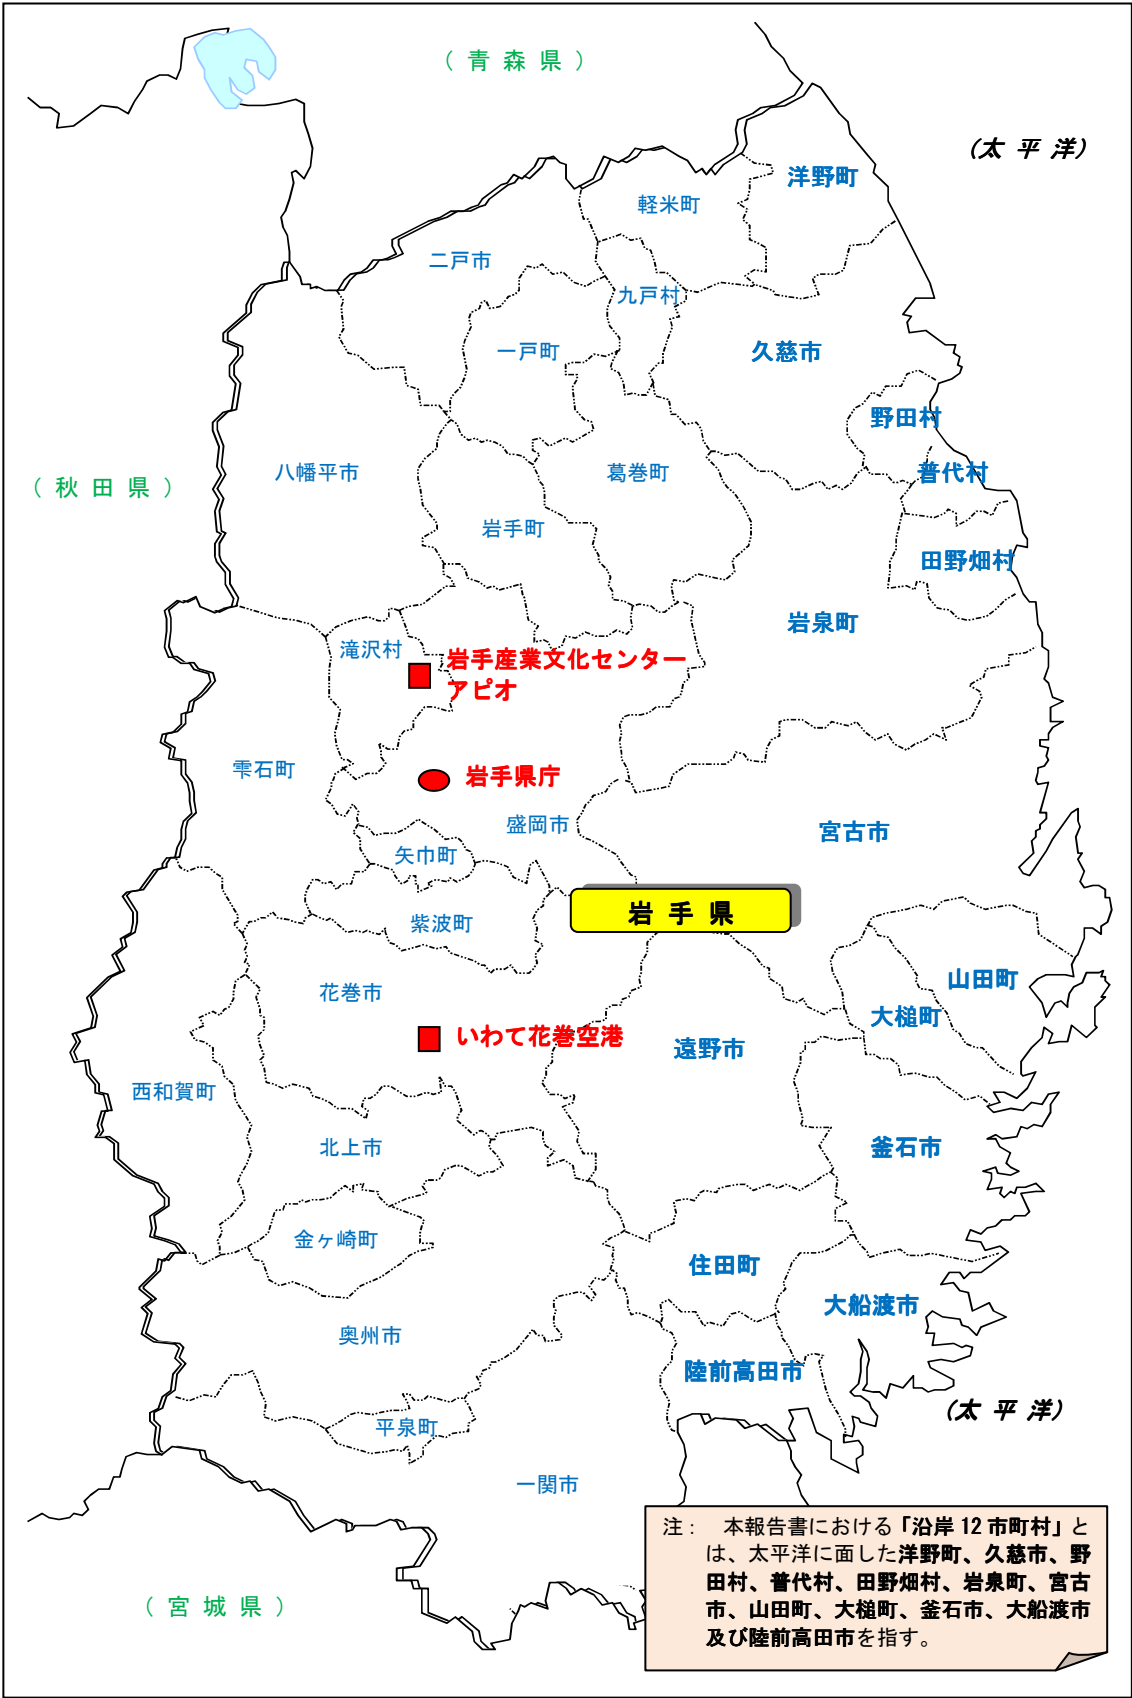 ( 青 森 県 )
(太 平 洋)
洋野町
軽米町
二戸市
九戸村
一戸町
久慈市
野田村
八幡平市
葛巻町
普代村
( 秋 田 県 )
岩手町
田野畑村
岩泉町
滝沢村
岩手産業文化センター
アピオ
雫石町
岩手県庁
盛岡市
宮古市
矢巾町
岩 手 県
紫波町
山田町
花巻市
大槌町
いわて花巻空港
遠野市
西和賀町
北上市
釜石市
金ヶ崎町
住田町
大船渡市
奥州市
陸前高田市
(太 平 洋)
平泉町
一関市
注： 本報告書における「沿岸 12 市町村」と
は、太平洋に面した洋野町、久慈市、野
田村、普代村、田野畑村、岩泉町、宮古
市、山田町、大槌町、釜石市、大船渡市
及び陸前高田市を指す。
( 宮 城 県 )